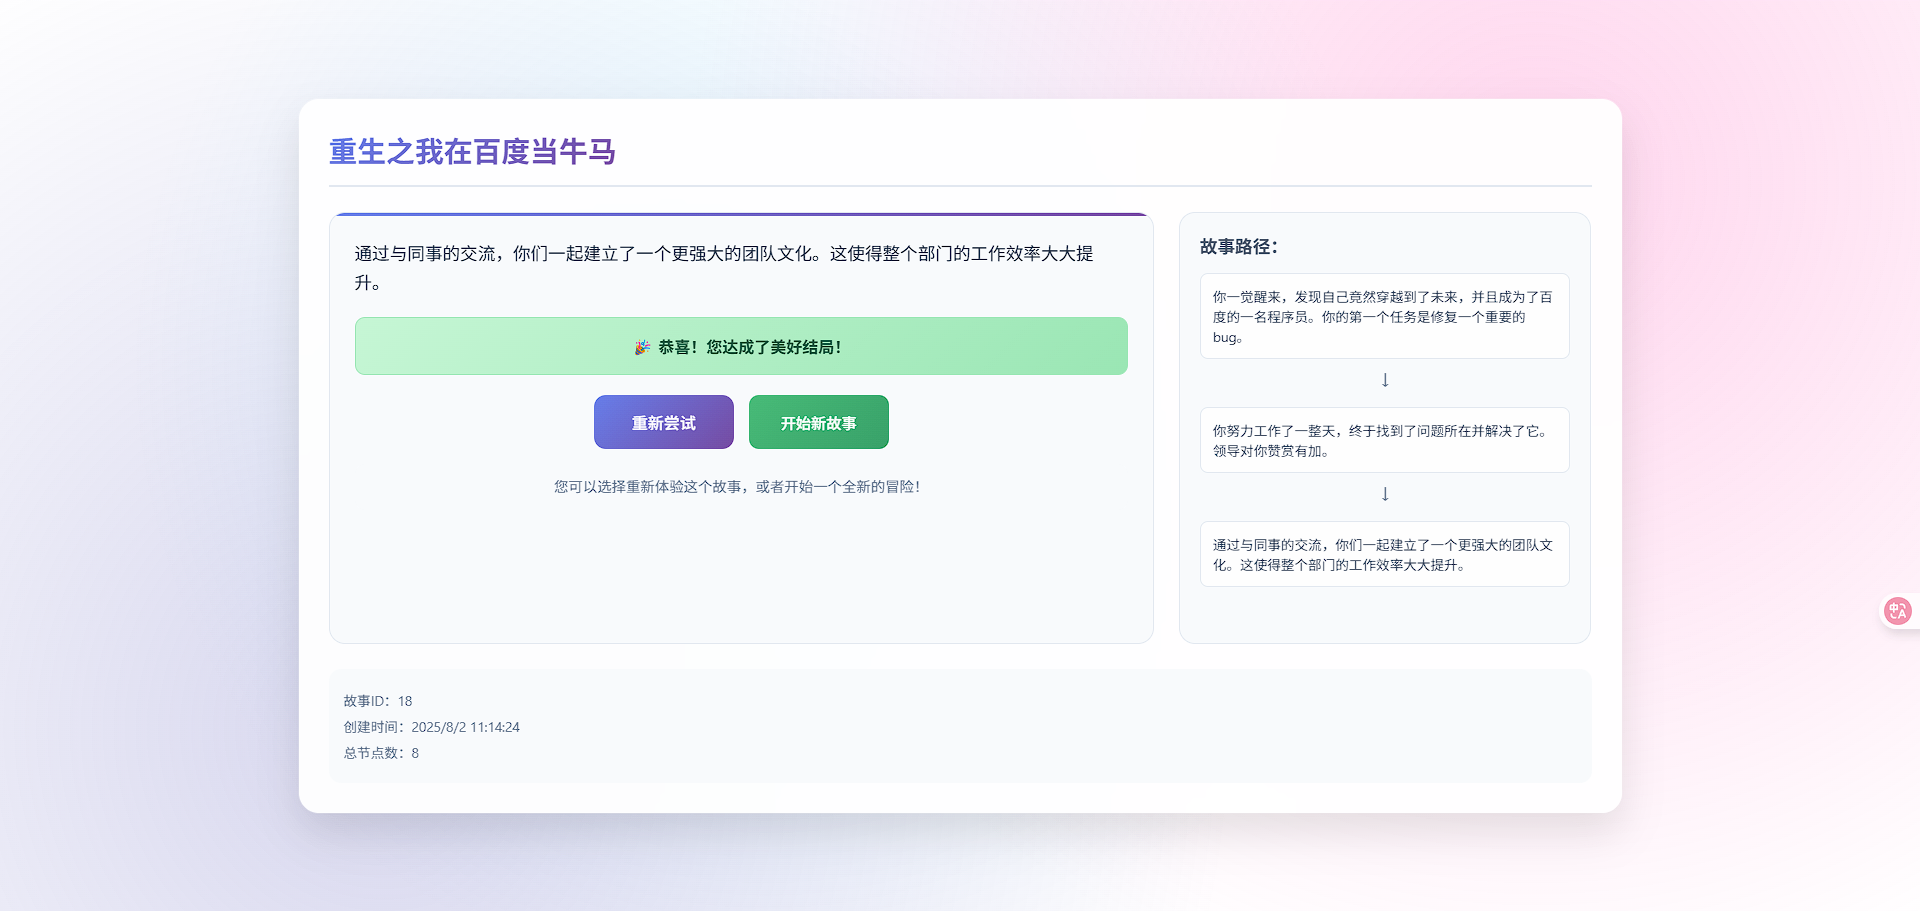 重生之我在百度当牛马
通过与同事的交流，你们一起建立了一个更强大的团队文化。这使得整个部门的工作效率大大提
升。
🎉 恭喜！您达成了美好结局！
重新尝试
开始新故事
您可以选择重新体验这个故事，或者开始一个全新的冒险！
故事路径：
你一觉醒来，发现自己竟然穿越到了未来，并且成为了百
度的一名程序员。你的第一个任务是修复一个重要的
bug。
↓
你努力工作了一整天，终于找到了问题所在并解决了它。
领导对你赞赏有加。
↓
通过与同事的交流，你们一起建立了一个更强大的团队文
化。这使得整个部门的工作效率大大提升。
故事ID：18
创建时间：2025/8/2 11:14:24
总节点数：8
中A